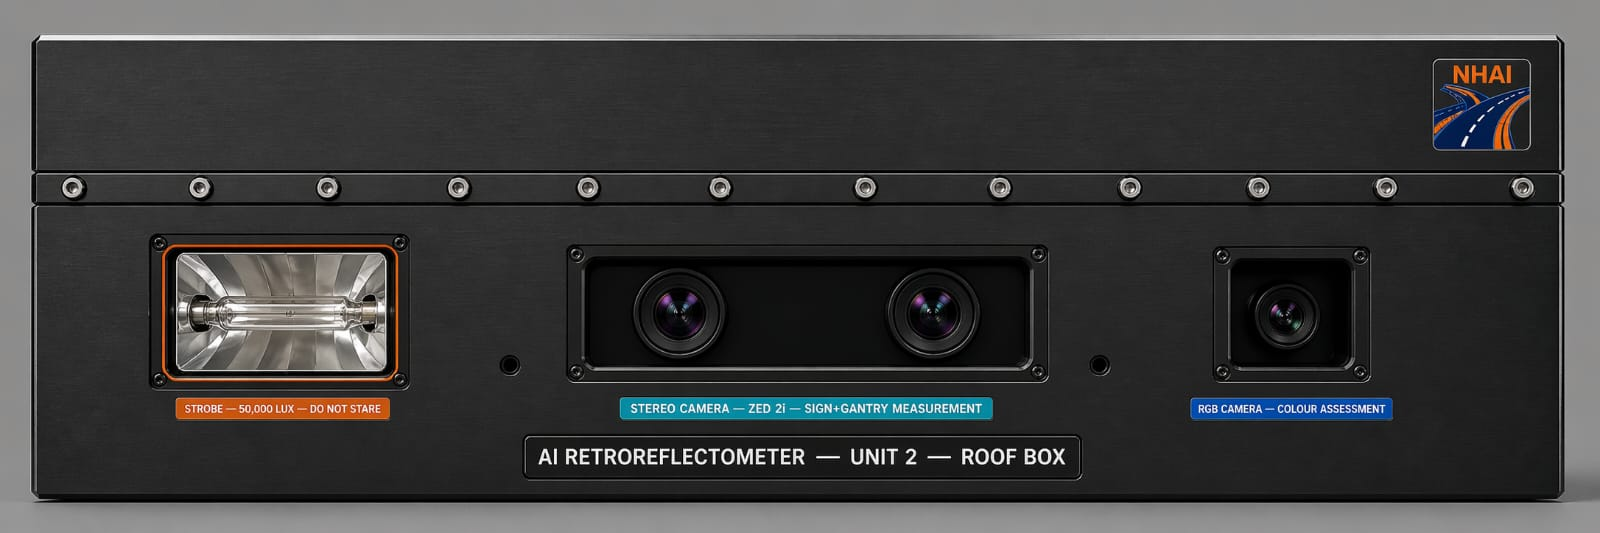 NHAI
STROBE — 50,000 LUX — DO NOT STARE
STEREO CAMERA — ZED 2i — SIGN+GANTRY MEASUREMENT
RGB CAMERA — COLOUR ASSESSMENT
AI RETROREFLECTOMETER — UNIT 2 — ROOF BOX